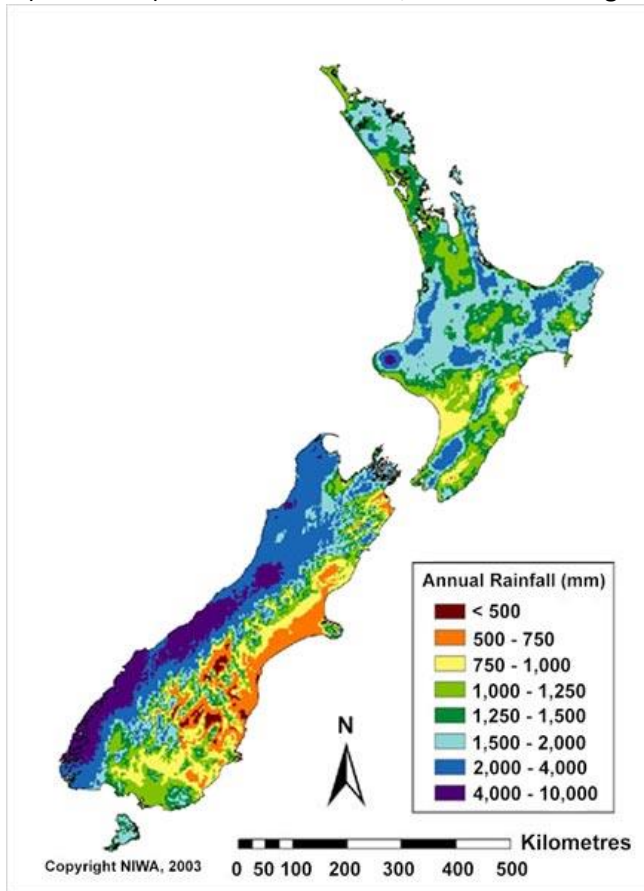 Annual Rainfall (mm)
< 500
500 - 750
750 - 1,000
1,000 - 1,250
1,250 - 1,500
1,500 - 2,000
2,000 - 4,000
4,000 - 10,000
N
Kilometres
0 50 100 200 300 400 500
Copyright NIWA, 2003